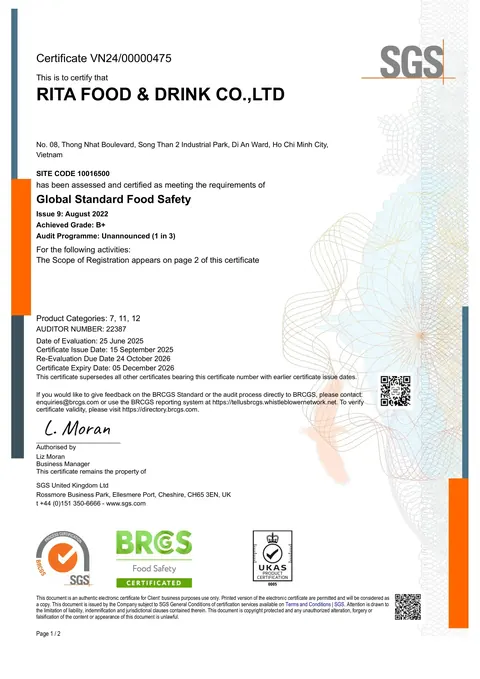 Certificate VN24/00000475
SGS
This is to certify that
RITA FOOD & DRINK CO.,LTD
No. 08, Thong Nhat Boulevard, Song Than 2 Industrial Park, Di An Ward, Ho Chi Minh City,
Vietnam
SITE CODE 10016500
has been assessed and certified as meeting the requirements of
Global Standard Food Safety
Issue 9: August 2022
Achieved Grade: B+
Audit Programme: Unannounced (1 in 3)
For the following activities:
The Scope of Registration appears on page 2 of this certificate
Product Categories: 7, 11, 12
AUDITOR NUMBER: 22387
Date of Evaluation: 25 June 2025
Certificate Issue Date: 15 September 2025
Re-Evaluation Due Date 24 October 2026
Certificate Expiry Date: 05 December 2026
This certificate supersedes all other certificates bearing this certificate number with earlier certificate issue dates.
If you would like to give feedback on the BRCGS Standard or the audit process directly to BRCGS, please contact:
enquiries@brcgs.com or use the BRCGS reporting system at https://tellusbrcgs.whistleblowernetwork.net. To verify
certificate validity, please visit https://directory.brcgs.com.
L. Moran
Authorised by
Liz Moran
Business Manager
This certificate remains the property of
SGS United Kingdom Ltd
Rossmore Business Park, Ellesmere Port, Cheshire, CH65 3EN, UK
t +44 (0)151 350-6666 - www.sgs.com
BRCGS
SGS
BRCGS
Food Safety
CERTIFICATED
UKAS
PRODUCT
CERTIFICATION
0005
This document is an authentic electronic certificate for Client' business purposes use only. Printed version of the electronic certificate are permitted and will be considered as
a copy. This document is issued by the Company subject to SGS General Conditions of certification services available on Terms and Conditions | SGS. Attention is drawn to
the limitation of liability, indemnification and jurisdictional clauses contained therein. This document is copyright protected and any unauthorized alteration, forgery or
falsification of the content or appearance of this document is unlawful.
Page 1 / 2